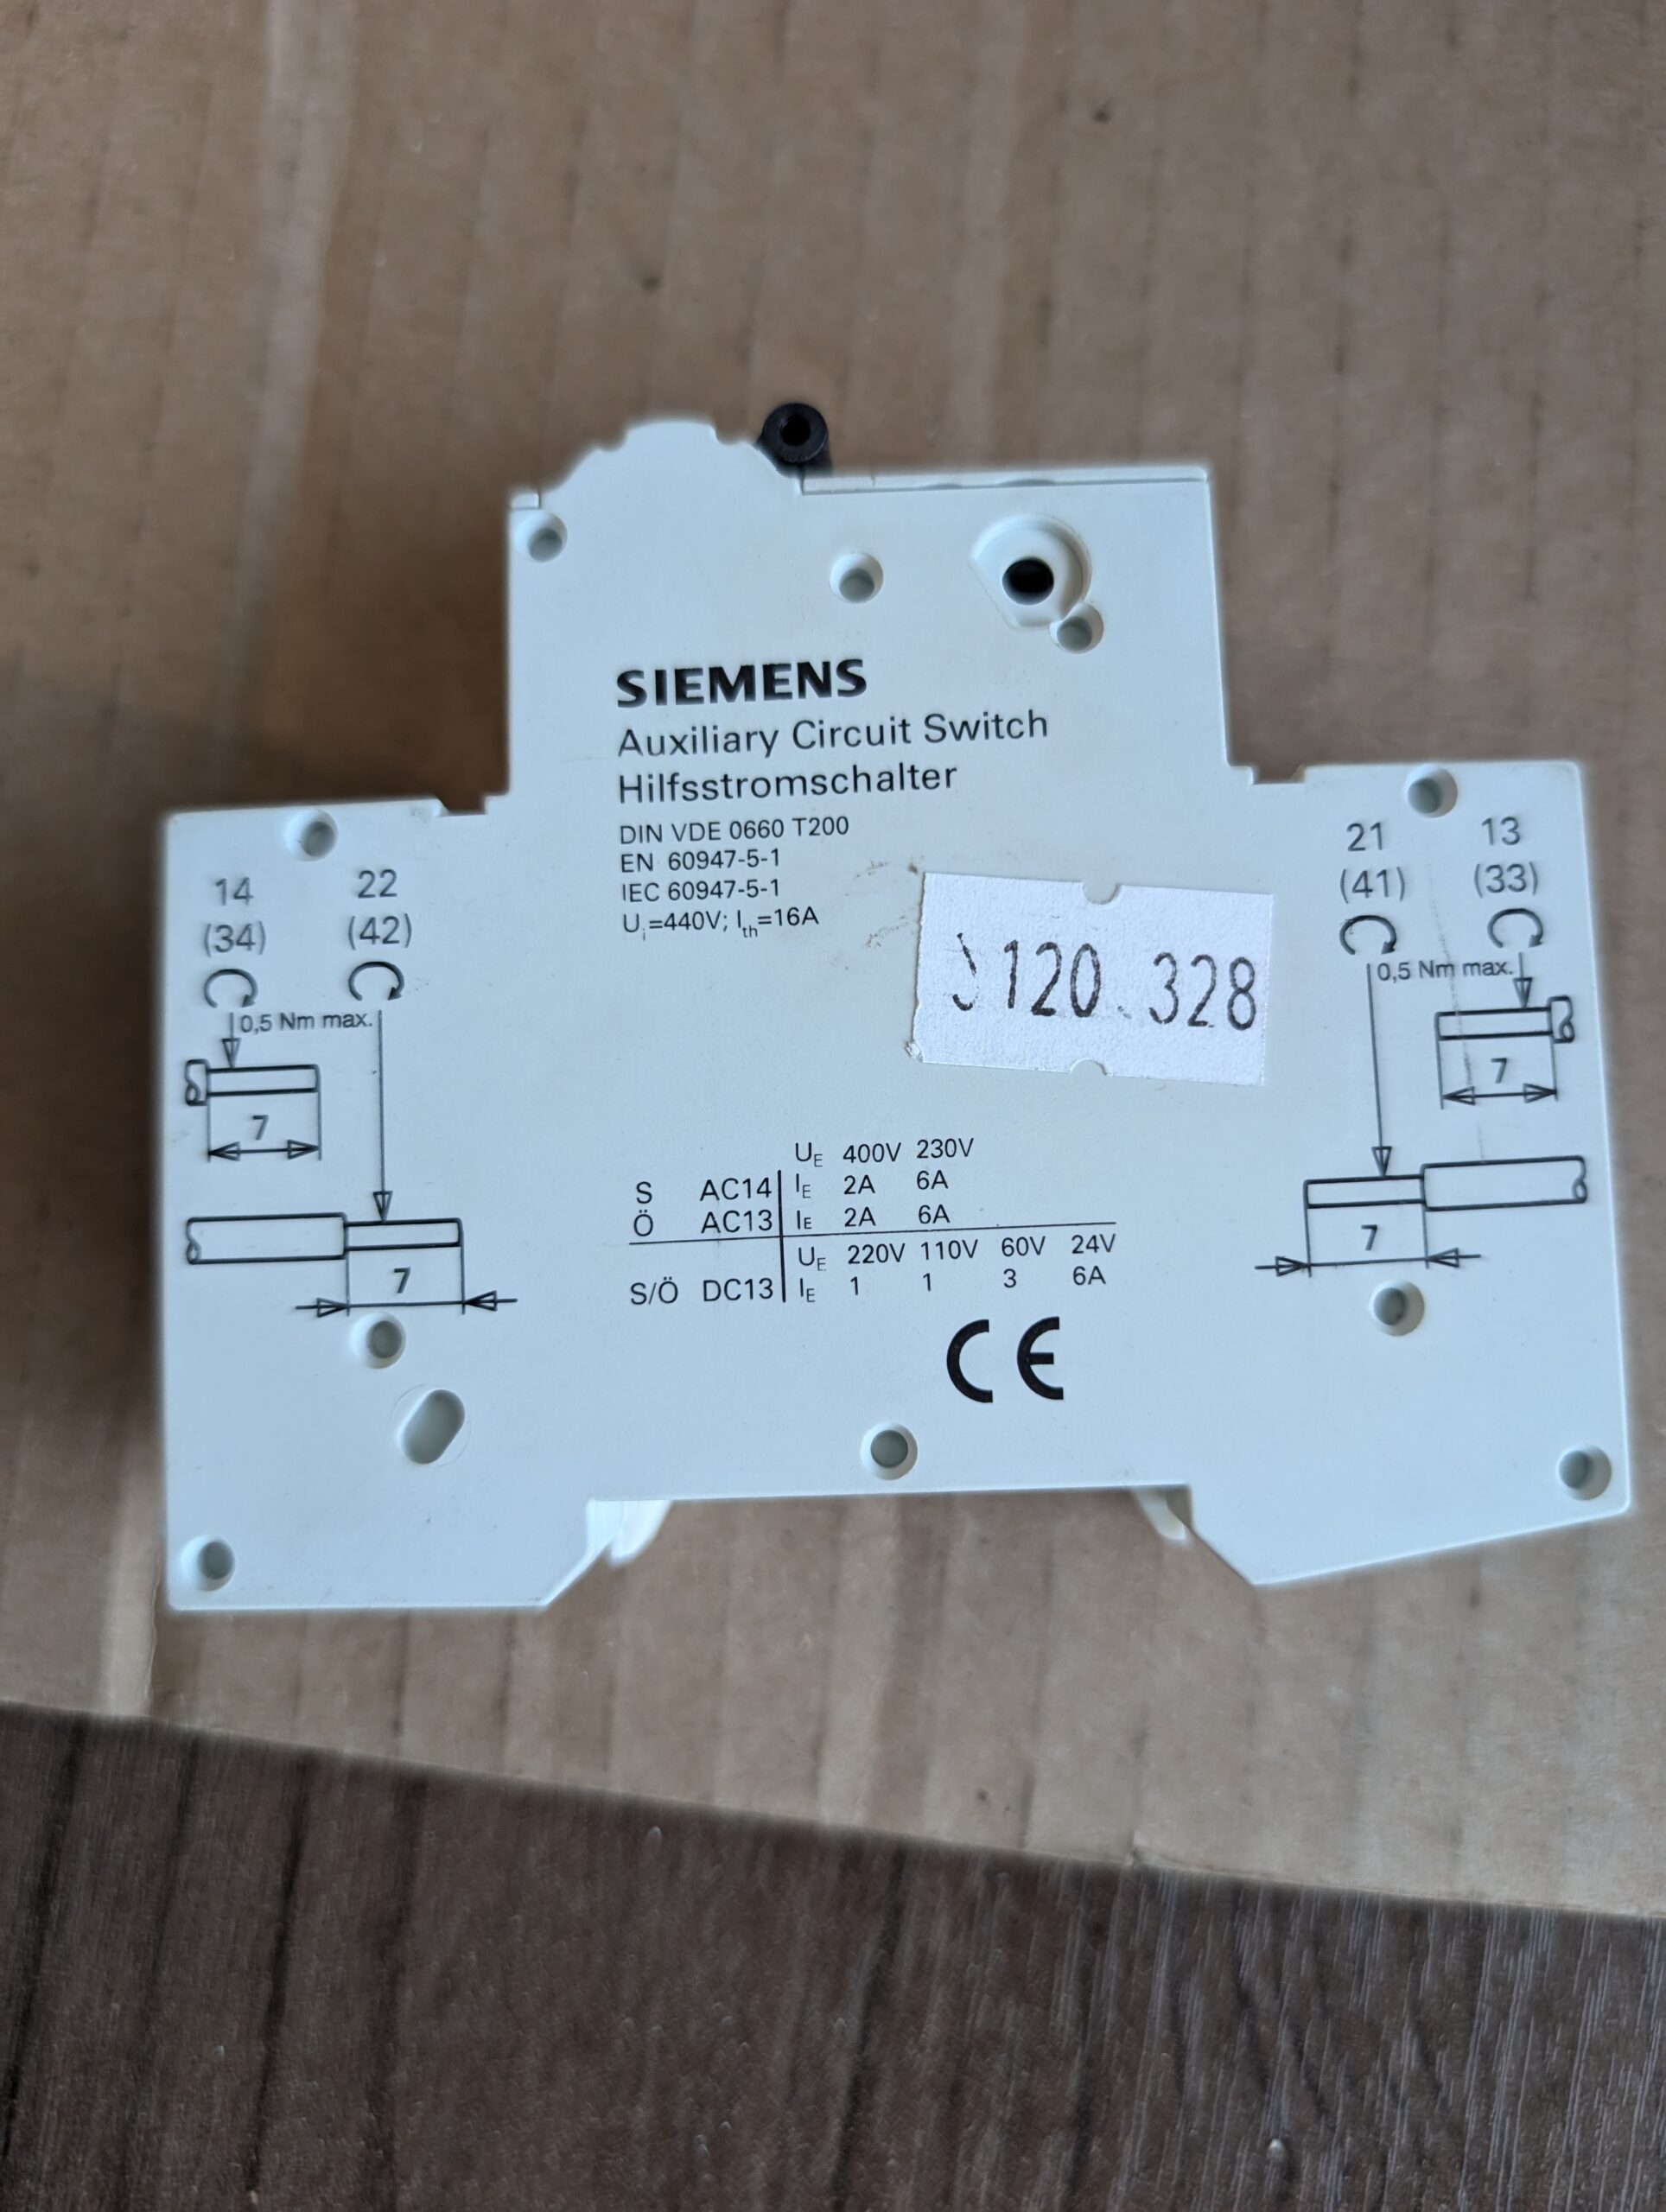 SIEMENS
Auxiliary Circuit Switch
Hilfsstromschalter
DIN VDE 0660 T200
EN 60947-5-1
IEC 60947-5-1
Ui=440V; Ith=16A
14 22
(34) (42)
0,5 Nm max.
7
7
21 13
(41) (33)
0,5 Nm max.
7
7
120.328
UE 400V 230V
S AC14 IE 2A 6A
Ö AC13 IE 2A 6A
UE 220V 110V 60V 24V
S/Ö DC13 IE 1 1 3 6A
CE